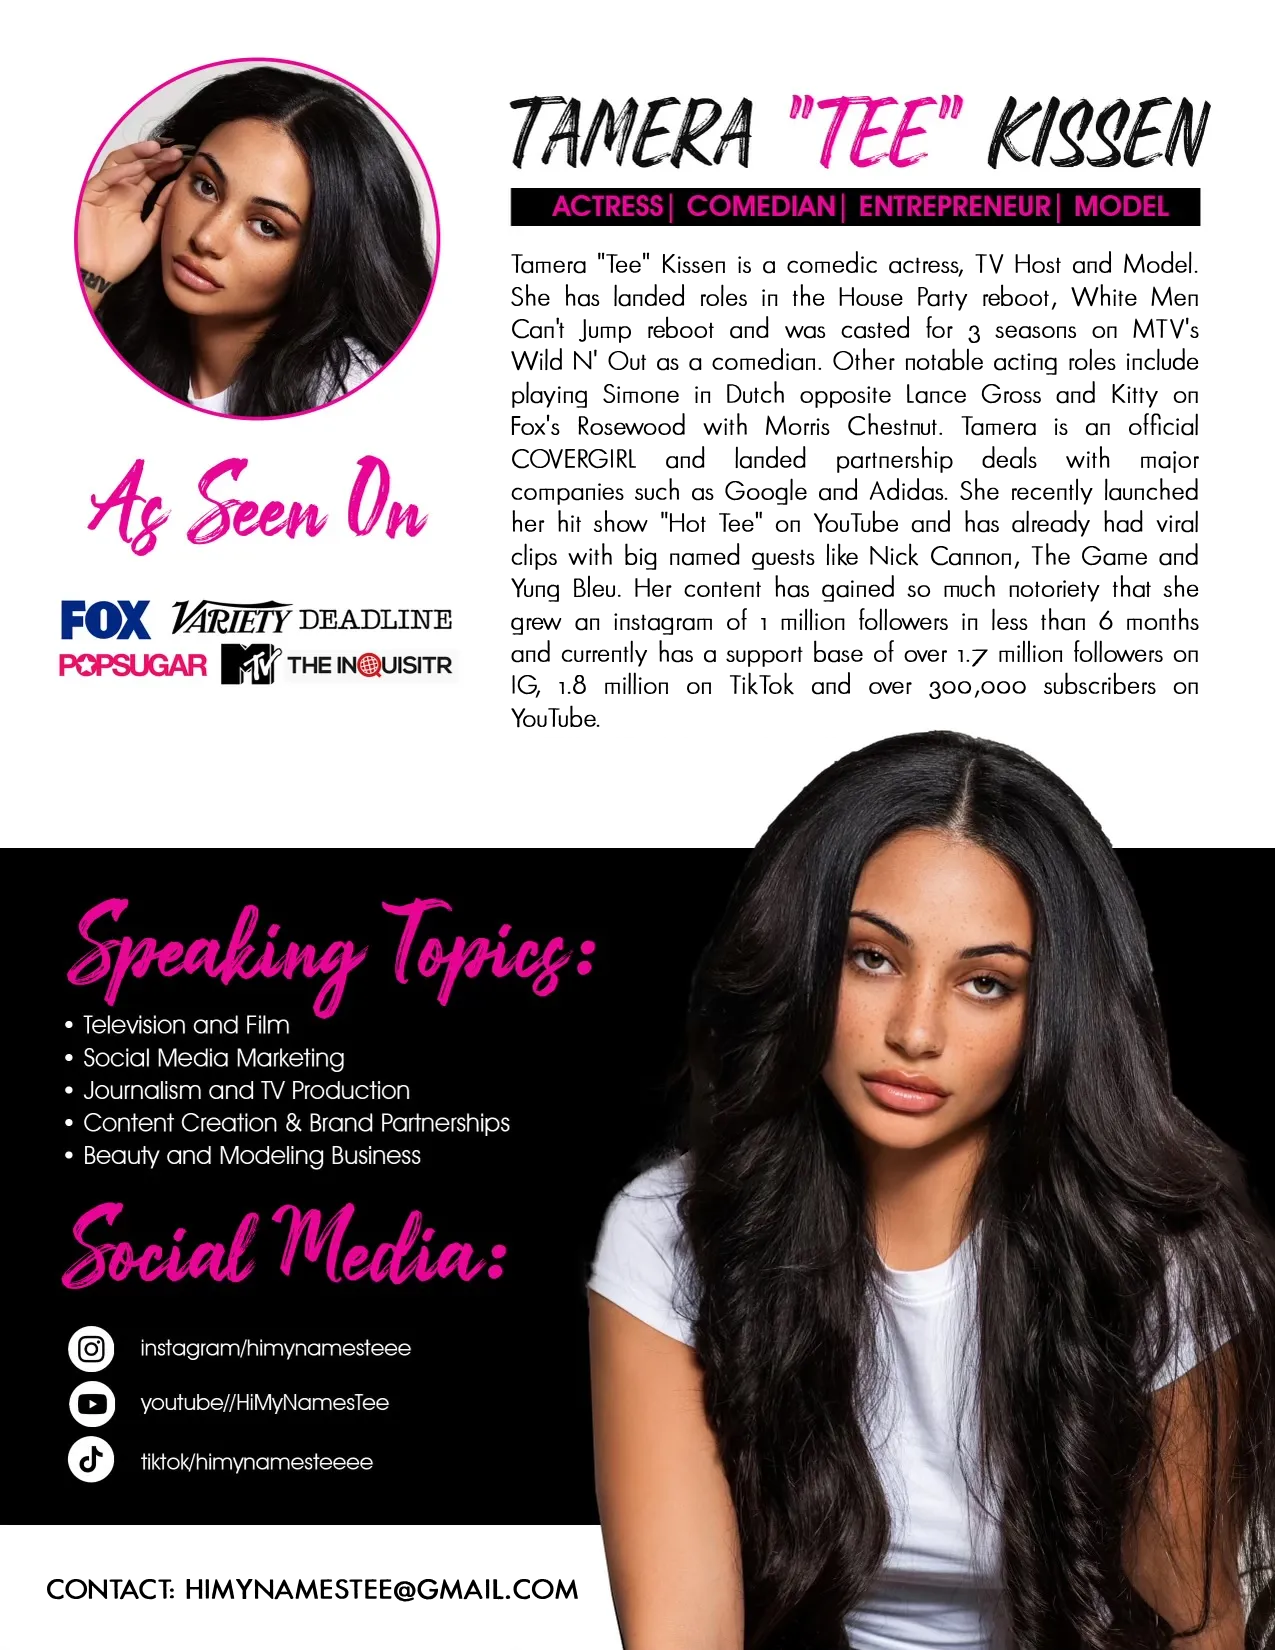 TAMERA "TEE" KISSEN
ACTRESS| COMEDIAN| ENTREPRENEUR| MODEL
Tamera "Tee" Kissen is a comedic actress, TV Host and Model.
She has landed roles in the House Party reboot, White Men
Can't Jump reboot and was casted for 3 seasons on MTV's
Wild N' Out as a comedian. Other notable acting roles include
playing Simone in Dutch opposite Lance Gross and Kitty on
Fox's Rosewood with Morris Chestnut. Tamera is an official
COVERGIRL and landed partnership deals with major
companies such as Google and Adidas. She recently launched
her hit show "Hot Tee" on YouTube and has already had viral
clips with big named guests like Nick Cannon, The Game and
Yung Bleu. Her content has gained so much notoriety that she
grew an instagram of 1 million followers in less than 6 months
and currently has a support base of over 1.7 million followers on
IG, 1.8 million on TikTok and over 300,000 subscribers on
YouTube.
As Seen On
FOX VARIETY DEADLINE
POPSUGAR MTV THE INQUISITR
Speaking Topics:
• Television and Film
• Social Media Marketing
• Journalism and TV Production
• Content Creation & Brand Partnerships
• Beauty and Modeling Business
Social Media:
instagram/himynamesteee
youtube//HiMyNamesTee
tiktok/himynamesteeee
CONTACT: HIMYNAMESTEE@GMAIL.COM